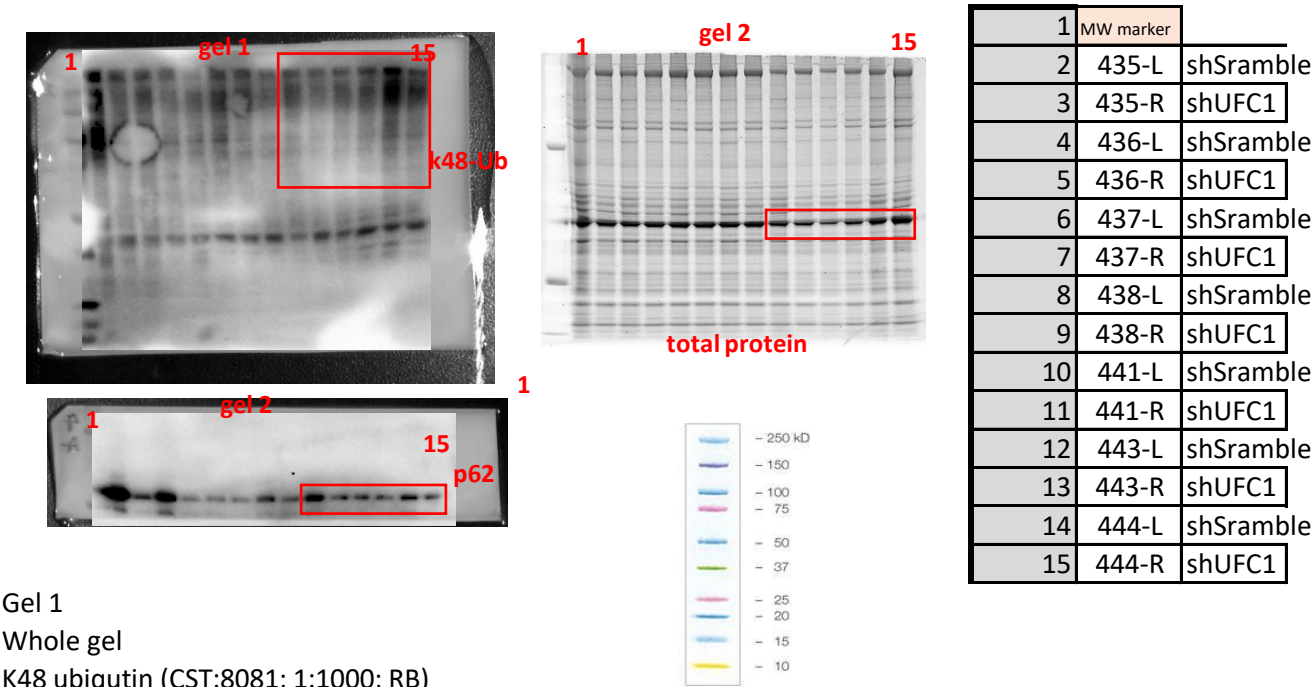 gel 1
1
15
k48-Ub
gel 2
1
15
total protein
1
gel 2
1
15
p62
250 kD
150
100
75
50
37
25
20
15
10
1 MW marker
2 435-L shSramble
3 435-R shUFC1
4 436-L shSramble
5 436-R shUFC1
6 437-L shSramble
7 437-R shUFC1
8 438-L shSramble
9 438-R shUFC1
10 441-L shSramble
11 441-R shUFC1
12 443-L shSramble
13 443-R shUFC1
14 444-L shSramble
15 444-R shUFC1
Gel 1
Whole gel
K48 ubiqutin (CST:8081; 1:1000; RB)